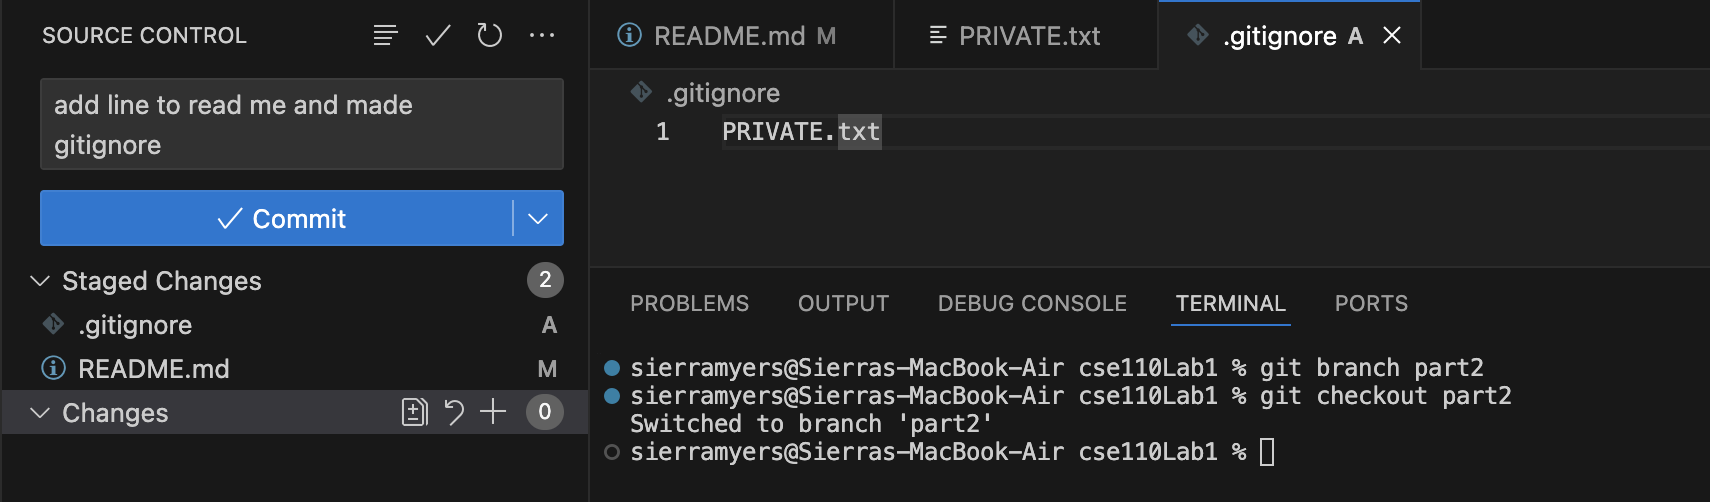 SOURCE CONTROL
add line to read me and made
gitignore
Commit
Staged Changes 2
.gitignore A
README.md M
Changes 0
README.md M PRIVATE.txt .gitignore A
.gitignore
1 PRIVATE.txt
PROBLEMS OUTPUT DEBUG CONSOLE TERMINAL PORTS
sierramyers@Sierras-MacBook-Air cse110Lab1 % git branch part2
sierramyers@Sierras-MacBook-Air cse110Lab1 % git checkout part2
Switched to branch 'part2'
sierramyers@Sierras-MacBook-Air cse110Lab1 %